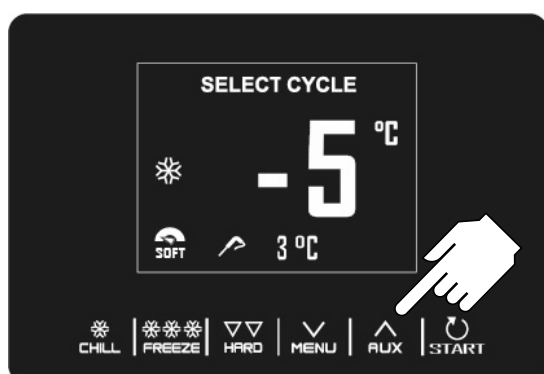 SELECT CYCLE
-5 °C
SOFT 3 °C
CHILL FREEZE HARD MENU AUX START